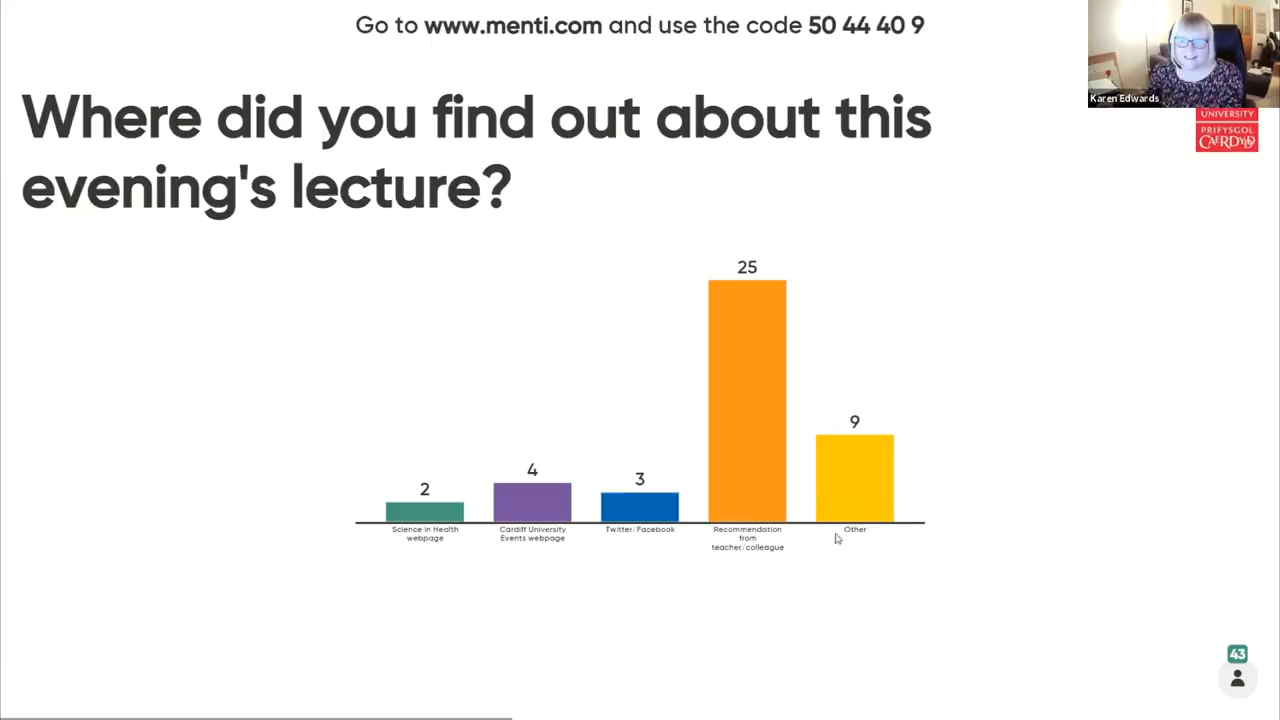 Go to www.menti.com and use the code 50 44 40 9
Karen Edwards
UNIVERSITY
PRIFYSGOL
CAERDYDD
Where did you find out about this
evening's lecture?
25
9
4
3
2
Science in Health
webpage
Cardiff University
Events webpage
Twitter/Facebook
Recommendation
from
teacher/colleague
Other
43